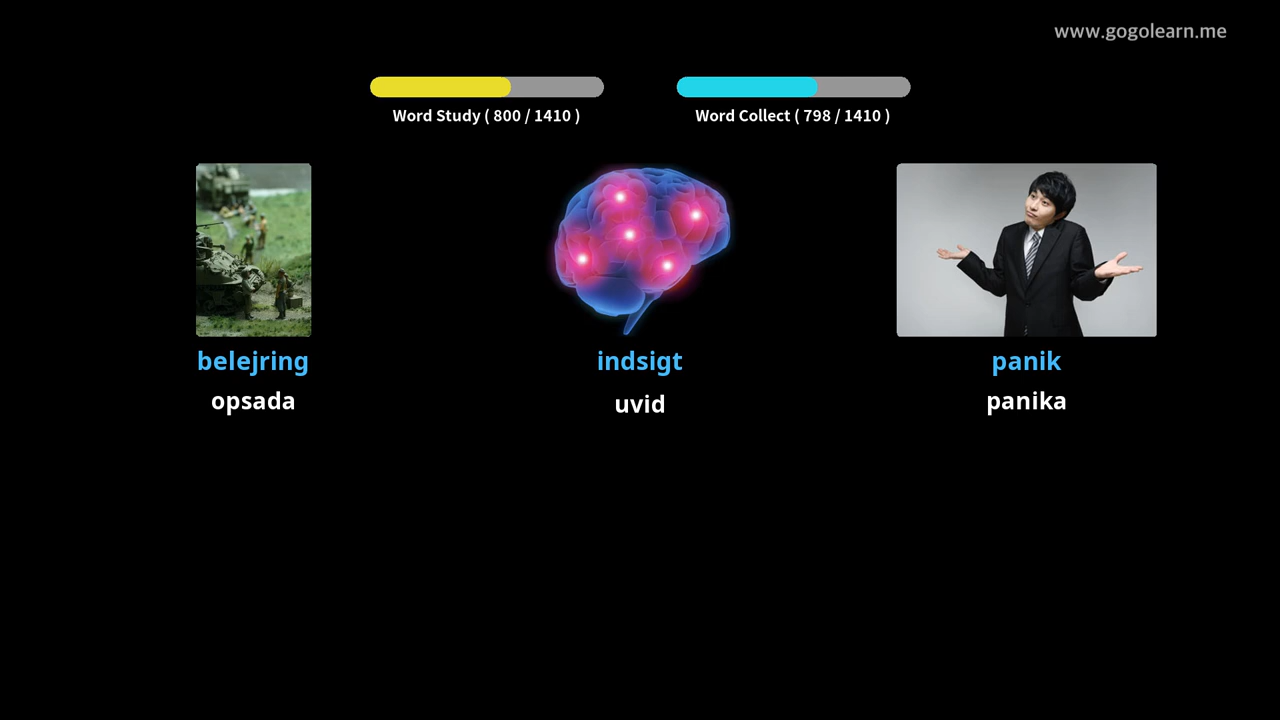 www.gogolearn.me
Word Study ( 800 / 1410 )
Word Collect ( 798 / 1410 )
belejring
indsigt
panik
opsada
uvid
panika